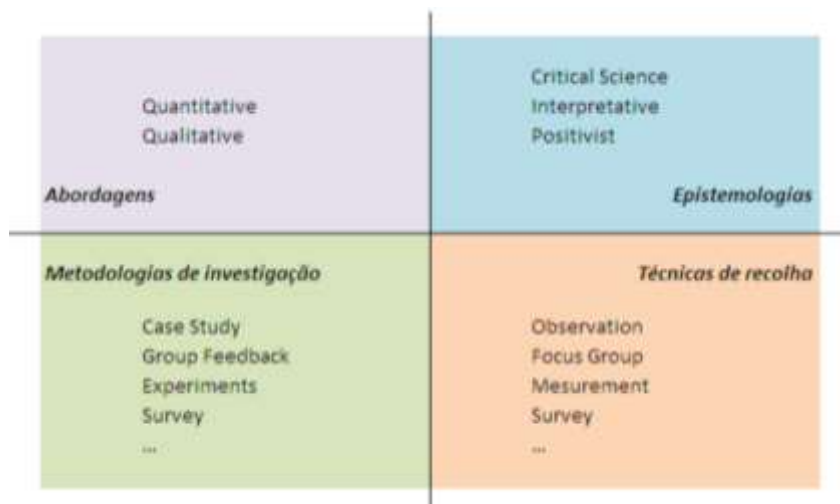 Quantitative
Qualitative
Abordagens
Critical Science
Interpretative
Positivist
Epistemologias
Metodologias de investigação
Case Study
Group Feedback
Experiments
Survey
...
Técnicas de recolha
Observation
Focus Group
Mesurement
Survey
...